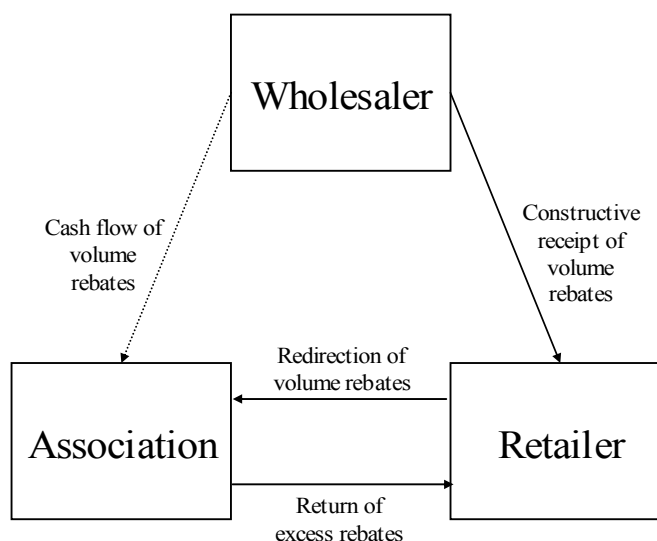 Wholesaler
Cash flow of
volume
rebates
Constructive
receipt of
volume
rebates
Redirection of
volume rebates
Association
Retailer
Return of
excess rebates